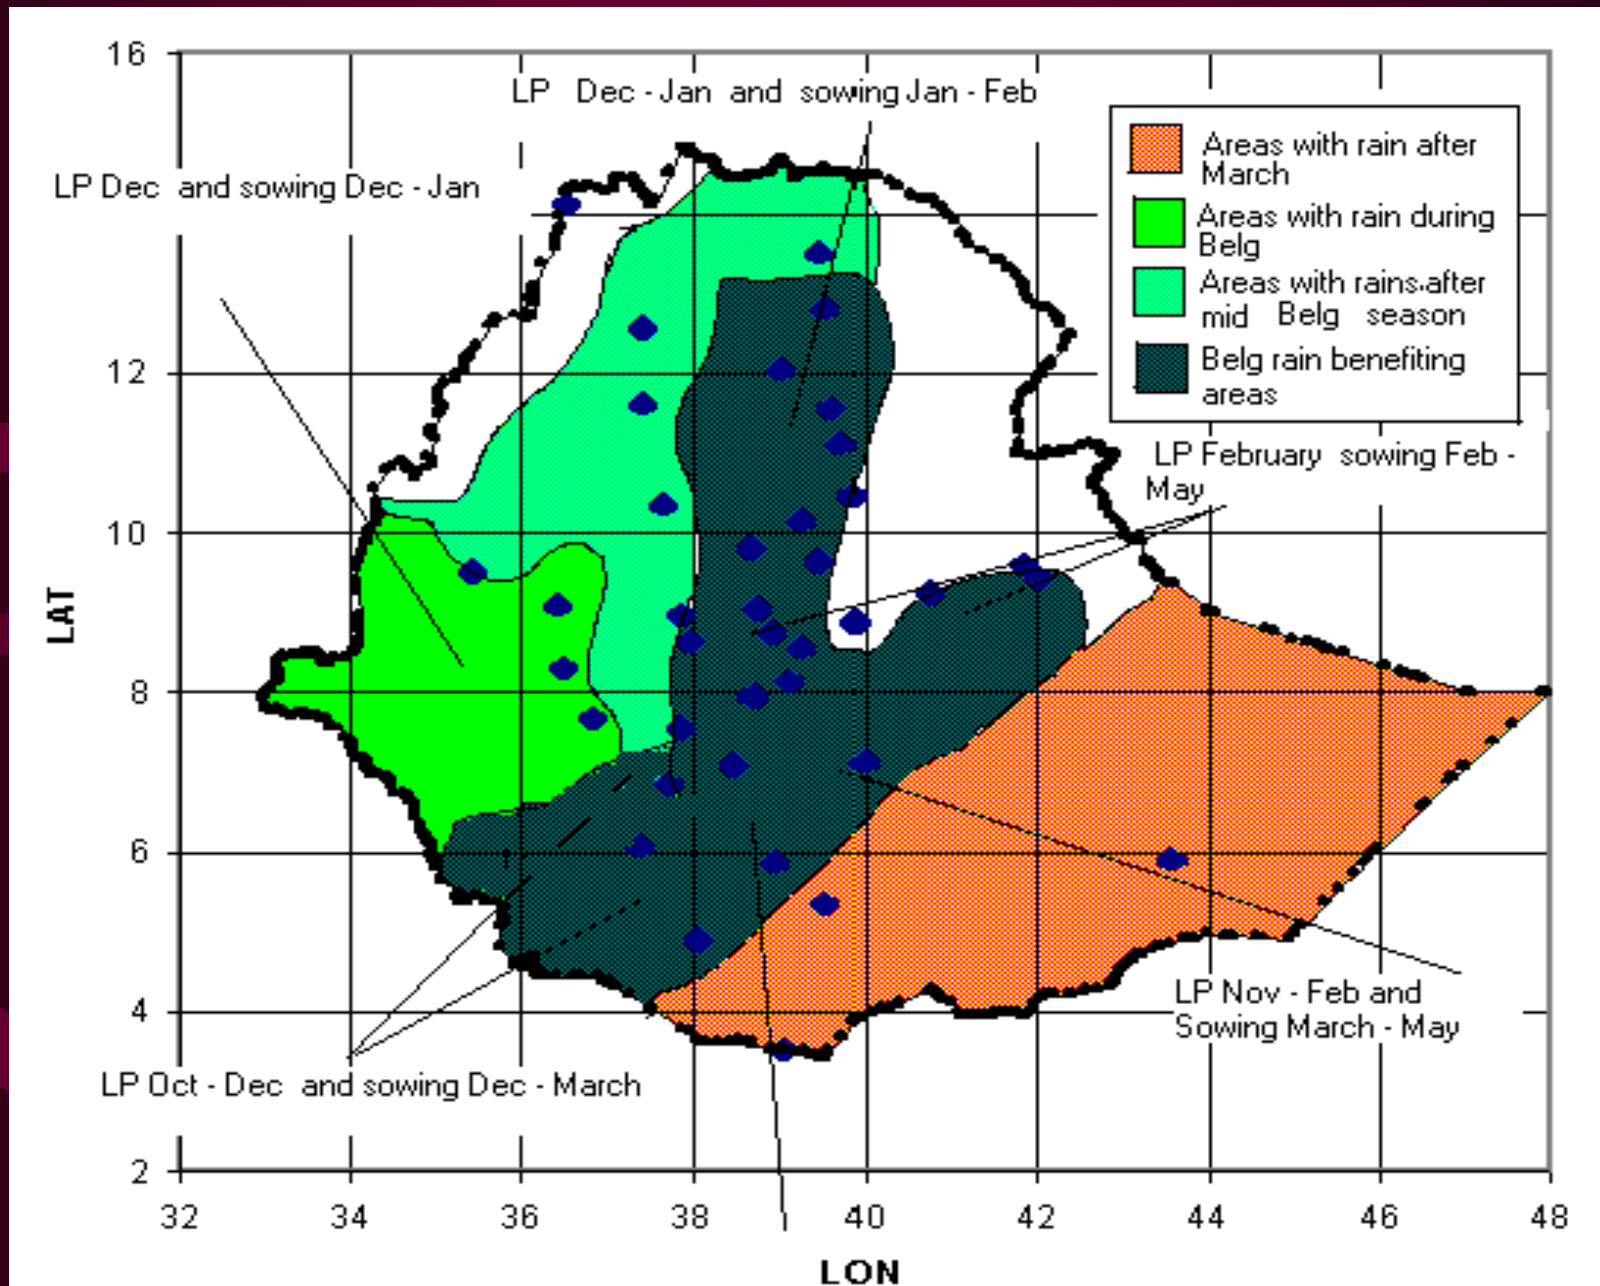 16
LP Dec - Jan and sowing Jan - Feb
Areas with rain after
March
LP Dec and sowing Dec - Jan
Areas with rain during
Belg
Areas with rains.after
mid Belg season
12
Belg rain benefiting
areas
LP February sowing Feb -
May
10
LAT
8
6
LP Nov - Feb and
Sowing March - May
4
LP Oct - Dec and sowing Dec - March
2
32 34 36 38 40 42 44 46 48
LON